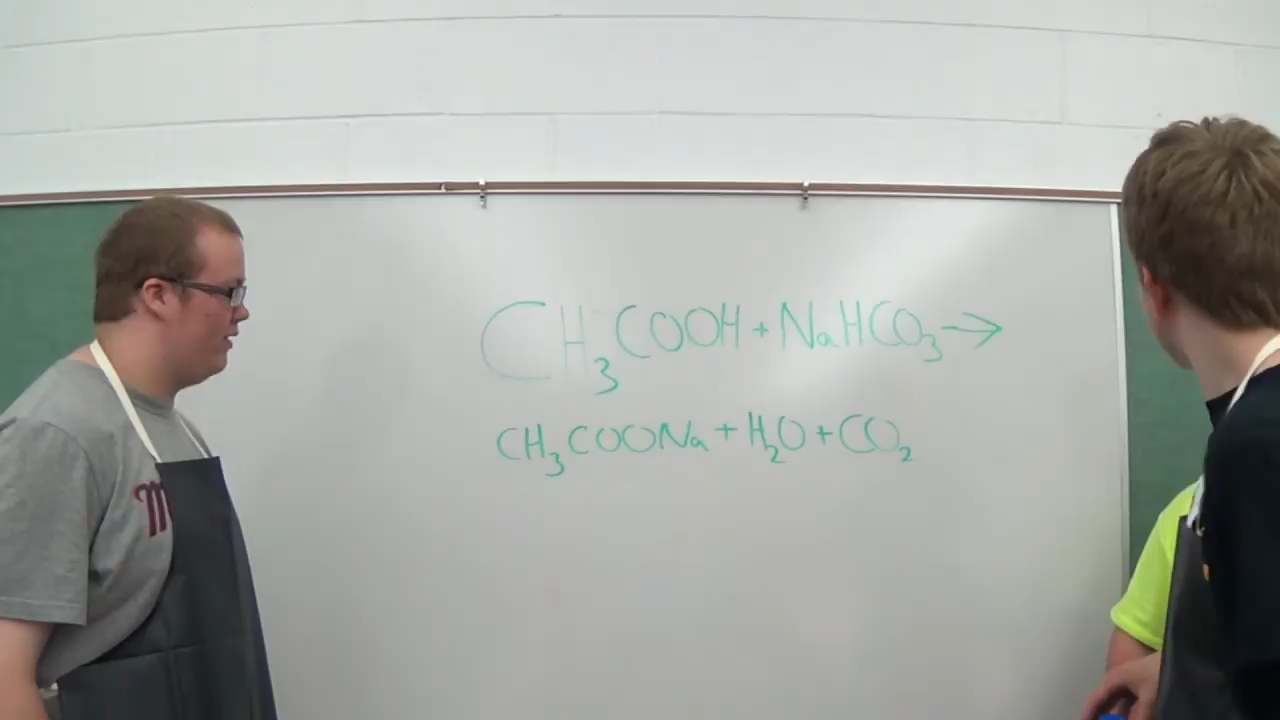 CH₃COOH + NaHCO₃ →
CH₃COONa + H₂O + CO₂
M